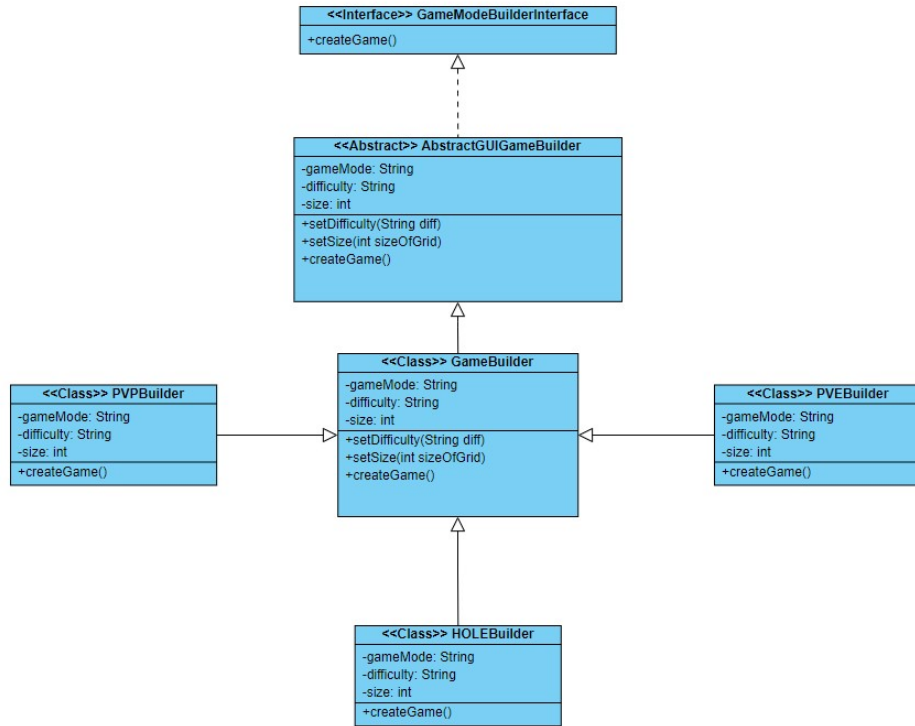 <<Interface>> GameModeBuilderInterface
+createGame()
<<Abstract>> AbstractGUIGameBuilder
-gameMode: String
-difficulty: String
-size: int
+setDifficulty(String diff)
+setSize(int sizeOfGrid)
+createGame()
<<Class>> GameBuilder
-gameMode: String
-difficulty: String
-size: int
+setDifficulty(String diff)
+setSize(int sizeOfGrid)
+createGame()
<<Class>> PVPBuilder
-gameMode: String
-difficulty: String
-size: int
+createGame()
<<Class>> PVEBuilder
-gameMode: String
-difficulty: String
-size: int
+createGame()
<<Class>> HOLEBuilder
-gameMode: String
-difficulty: String
-size: int
+createGame()